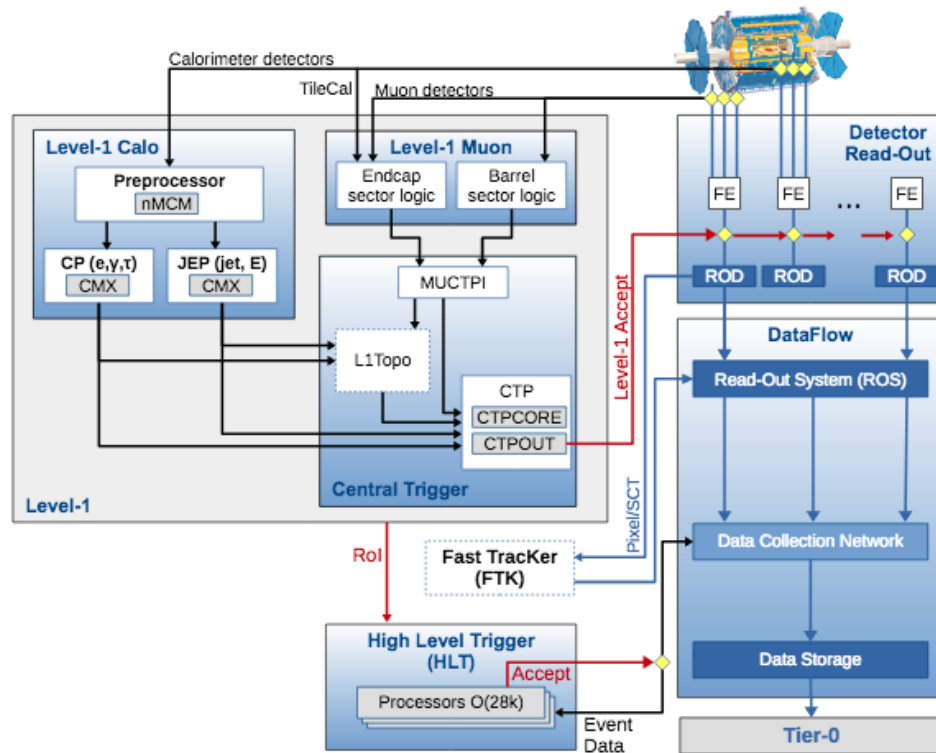 Calorimeter detectors
TileCal
Muon detectors
Level-1 Calo
Preprocessor
nMCM
CP (e,γ,τ)
CMX
JEP (jet, E)
CMX
Level-1 Muon
Endcap
sector logic
Barrel
sector logic
MUCTPI
L1Topo
CTP
CTPCORE
CTPOUT
Central Trigger
Level-1
Level-1 Accept
Detector
Read-Out
FE
FE
...
FE
ROD
ROD
ROD
DataFlow
Read-Out System (ROS)
Data Collection Network
Data Storage
Tier-0
Pixel/SCT
RoI
Fast TracKer
(FTK)
High Level Trigger
(HLT)
Accept
Processors O(28k)
Event
Data